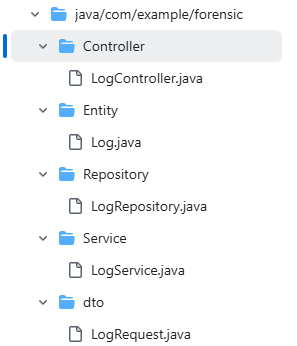 java/com/example/forensic
Controller
LogController.java
Entity
Log.java
Repository
LogRepository.java
Service
LogService.java
dto
LogRequest.java